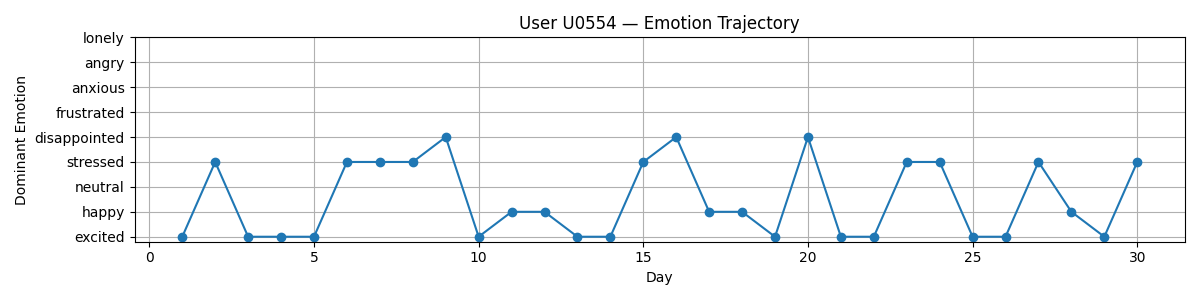 User U0554 — Emotion Trajectory
Dominant Emotion
lonely
angry
anxious
frustrated
disappointed
stressed
neutral
happy
excited
0 5 10 15 20 25 30
Day